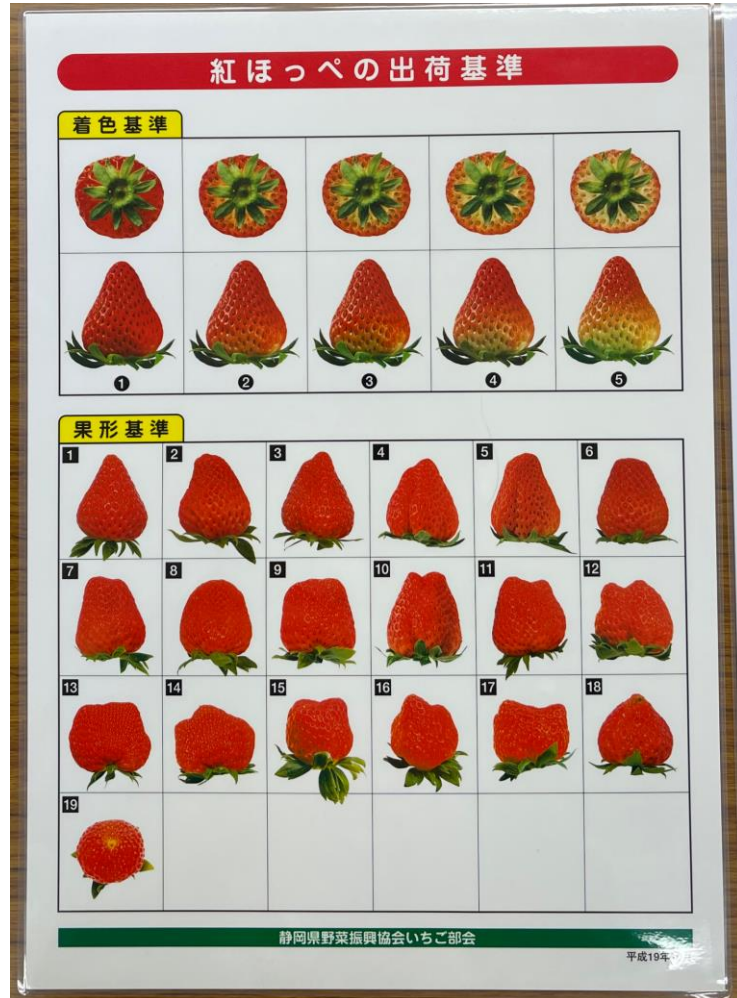 紅ほっぺの出荷基準
着色基準
❶ ❷ ❸ ❹ ❺
果形基準
1 2 3 4 5 6
7 8 9 10 11 12
13 14 15 16 17 18
19
静岡県野菜振興協会いちご部会
平成19年